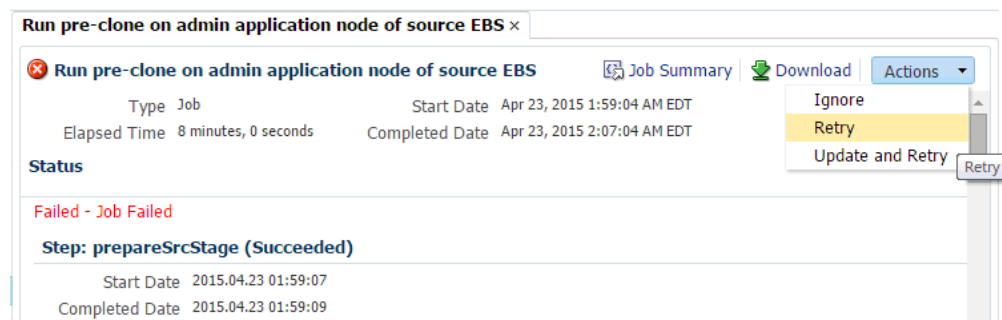 Run pre-clone on admin application node of source EBS ×
Run pre-clone on admin application node of source EBS Job Summary Download Actions
Type Job Start Date Apr 23, 2015 1:59:04 AM EDT Ignore
Elapsed Time 8 minutes, 0 seconds Completed Date Apr 23, 2015 2:07:04 AM EDT Retry
Status Update and Retry Retry
Failed - Job Failed
Step: prepareSrcStage (Succeeded)
Start Date 2015.04.23 01:59:07
Completed Date 2015.04.23 01:59:09